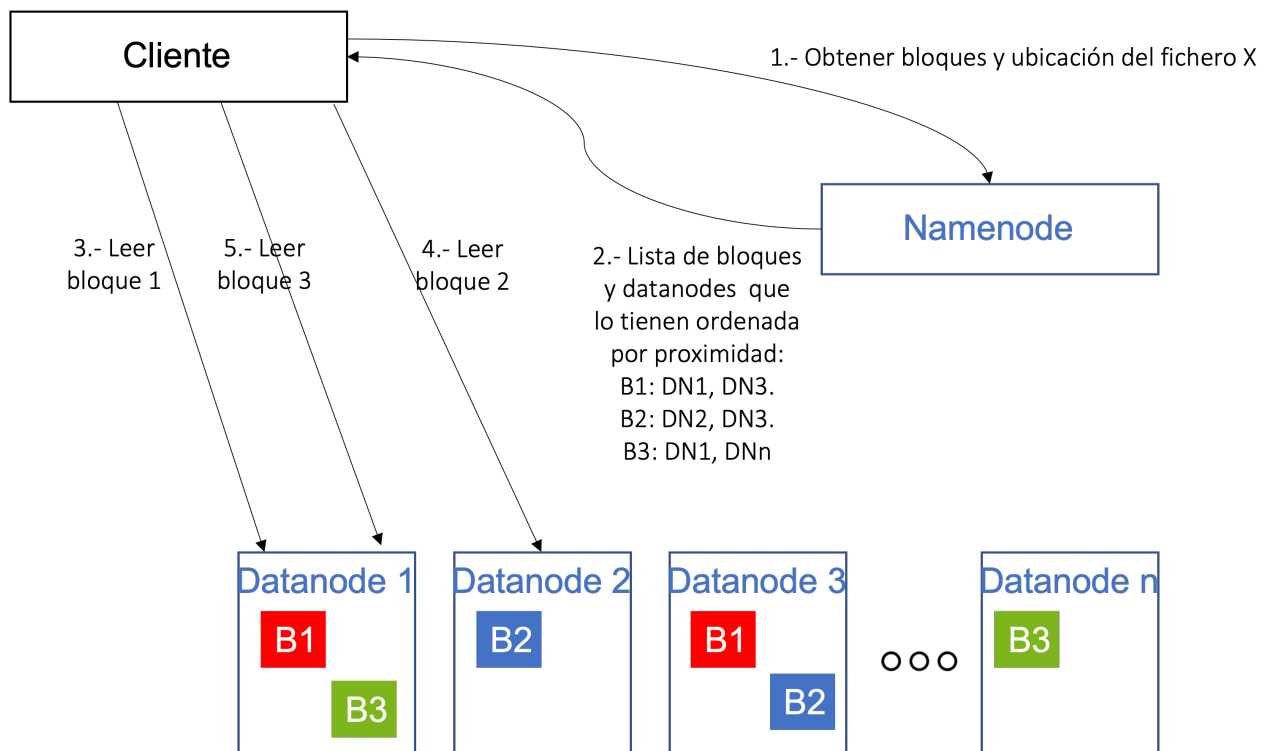 Cliente
1.- Obtener bloques y ubicación del fichero X
Namenode
3.- Leer
bloque 1
5.- Leer
bloque 3
4.- Leer
bloque 2
2.- Lista de bloques
y datanodes que
lo tienen ordenada
por proximidad:
B1: DN1, DN3.
B2: DN2, DN3.
B3: DN1, DNn
Datanode 1
B1
B3
Datanode 2
B2
Datanode 3
B1
B2
Datanode n
B3